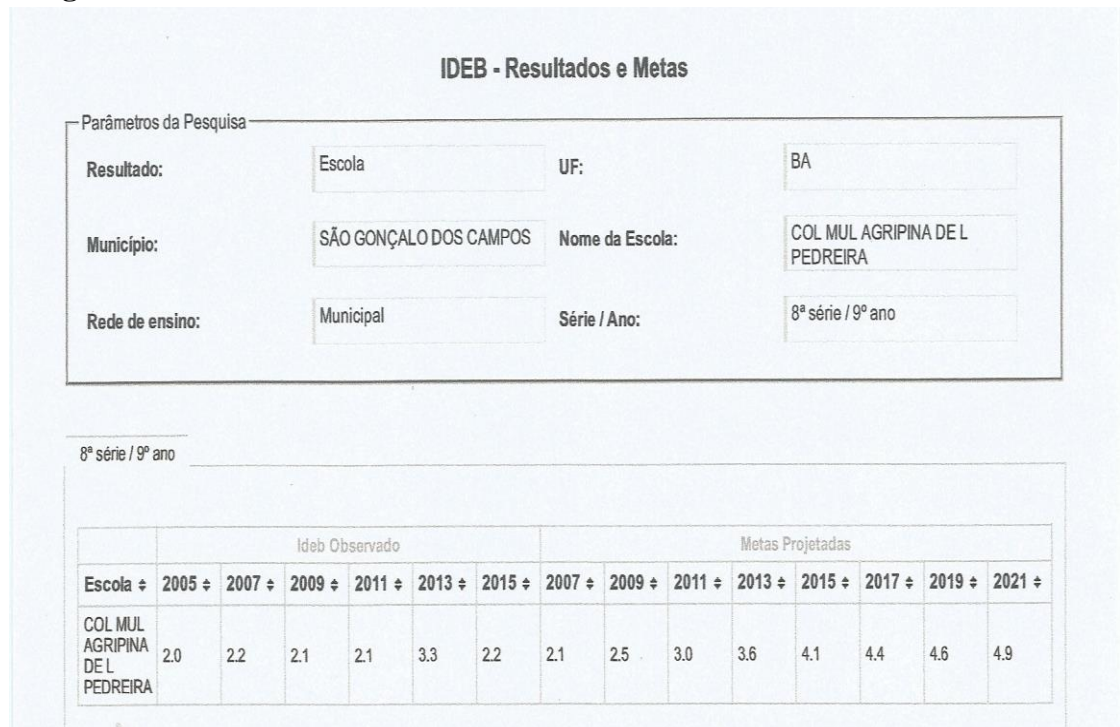 IDEB - Resultados e Metas
Parâmetros da Pesquisa
Resultado: Escola UF: BA
Município: SÃO GONÇALO DOS CAMPOS Nome da Escola: COL MUL AGRIPINA DE L
PEDREIRA
Rede de ensino: Municipal Série / Ano: 8ª série / 9º ano
8ª série / 9º ano
Ideb Observado Metas Projetadas
Escola 2005 2007 2009 2011 2013 2015 2007 2009 2011 2013 2015 2017 2019 2021
COL MUL
AGRIPINA
DE L
PEDREIRA
2.0 2.2 2.1 2.1 3.3 2.2 2.1 2.5 3.0 3.6 4.1 4.4 4.6 4.9